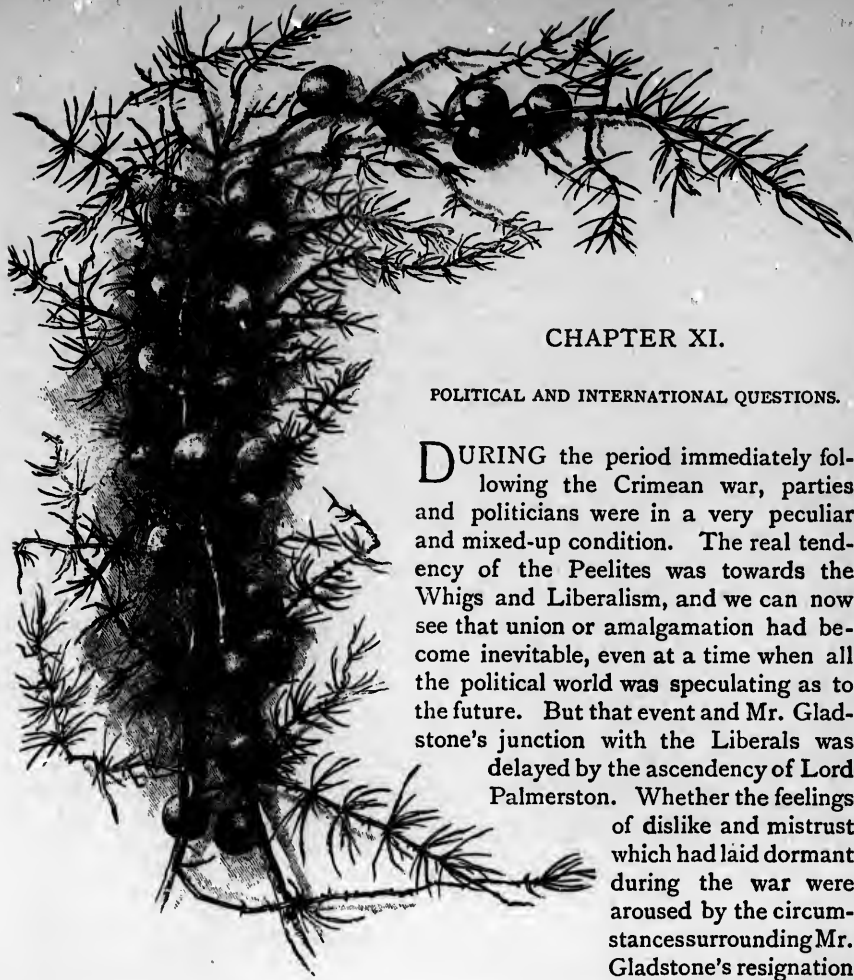 CHAPTER XI.
POLITICAL AND INTERNATIONAL QUESTIONS.
DURING the period immediately fol-
lowing the Crimean war, parties
and politicians were in a very peculiar
and mixed-up condition. The real tend-
ency of the Peelites was towards the
Whigs and Liberalism, and we can now
see that union or amalgamation had be-
come inevitable, even at a time when all
the political world was speculating as to
the future. But that event and Mr. Glad-
stone's junction with the Liberals was
delayed by the ascendency of Lord
Palmerston. Whether the feelings
of dislike and mistrust
which had laid dormant
during the war were
aroused by the circum-
stancessurrounding Mr.
Gladstone's resignation